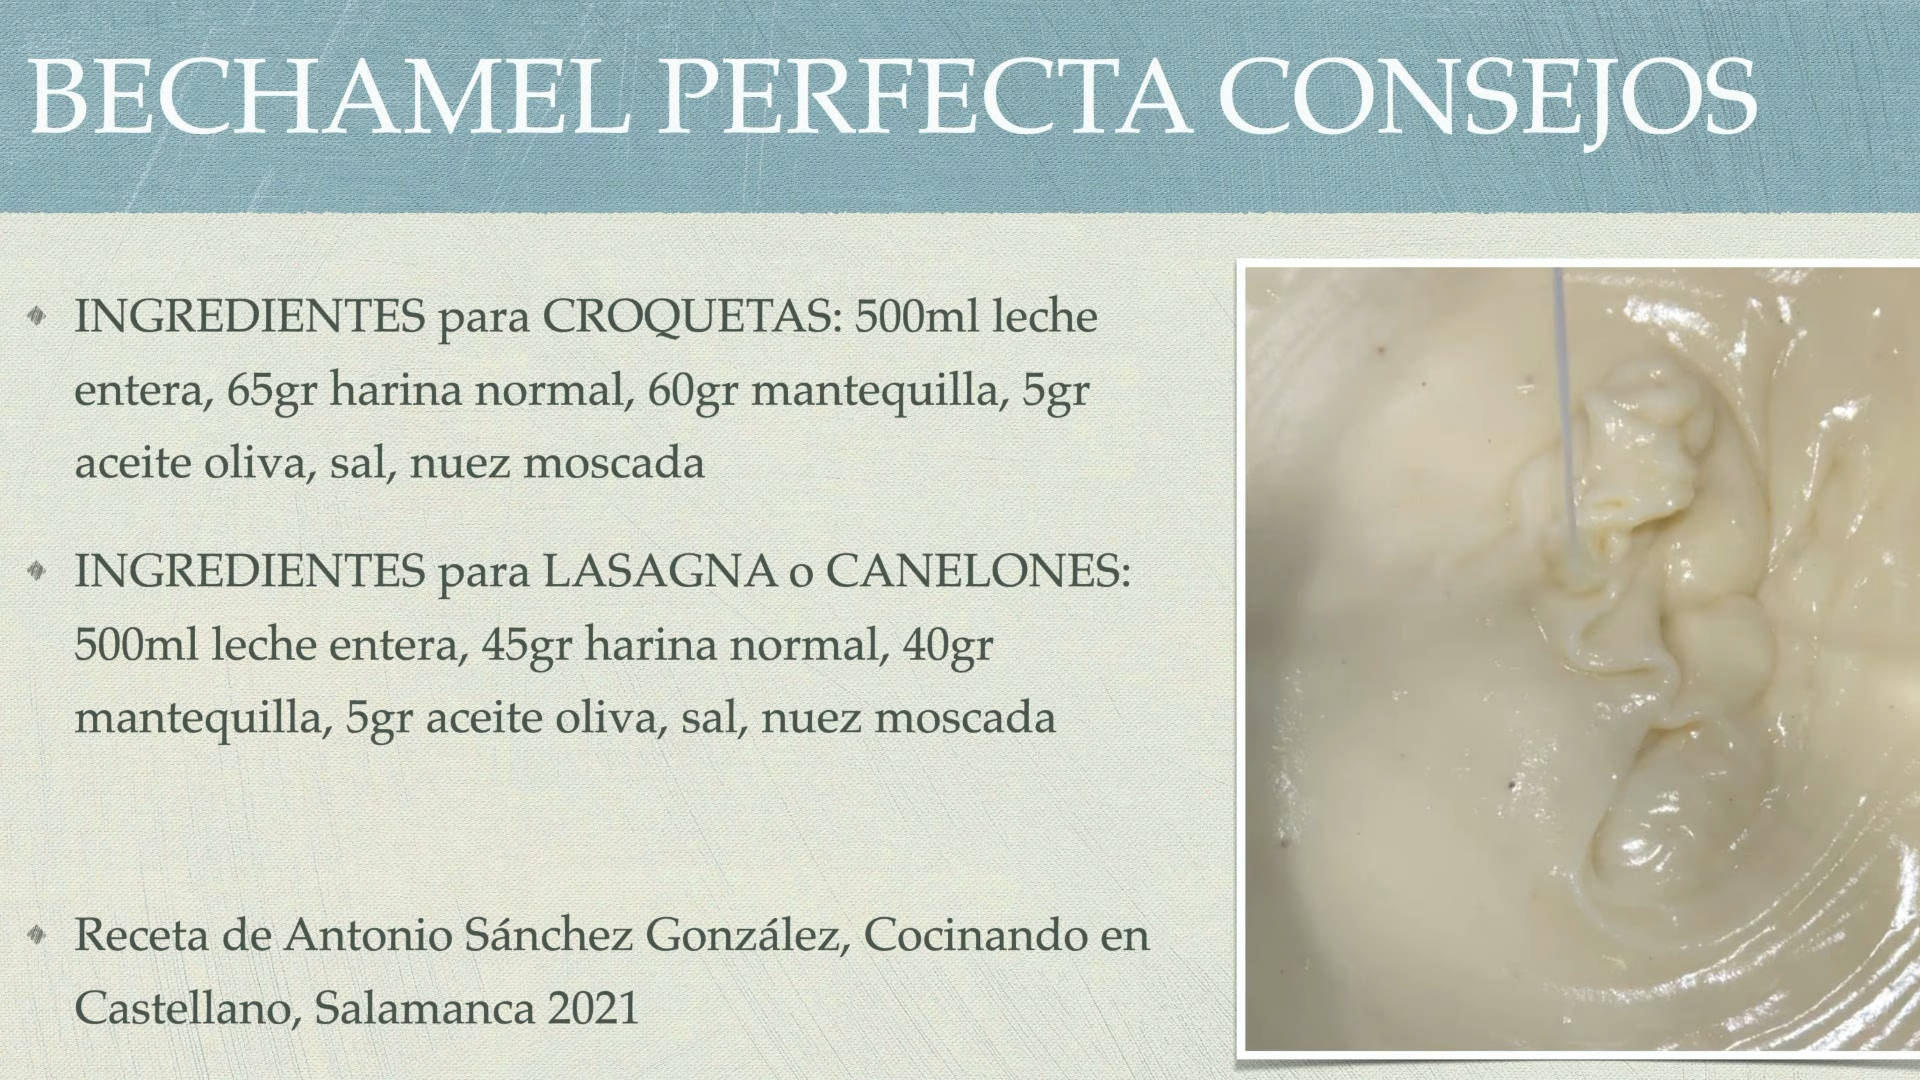 BECHAMEL PERFECTA CONSEJOS
INGREDIENTES para CROQUETAS: 500ml leche
entera, 65gr harina normal, 60gr mantequilla, 5gr
aceite oliva, sal, nuez moscada
INGREDIENTES para LASAGNA o CANELONES:
500ml leche entera, 45gr harina normal, 40gr
mantequilla, 5gr aceite oliva, sal, nuez moscada
Receta de Antonio Sánchez González, Cocinando en
Castellano, Salamanca 2021